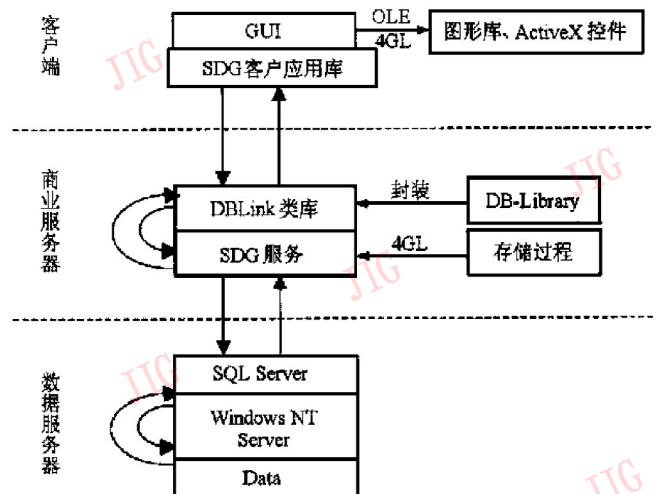 客户端
GUI
OLE
4GL
图形库、ActiveX 控件
SDG 客户应用库
JIG
商业服务器
DBLink 类库
封装
DB-Library
JIG
SDG 服务
4GL
存储过程
JIG
数据服务器
SQL Server
JIG
Windows NT
Server
Data
JIG